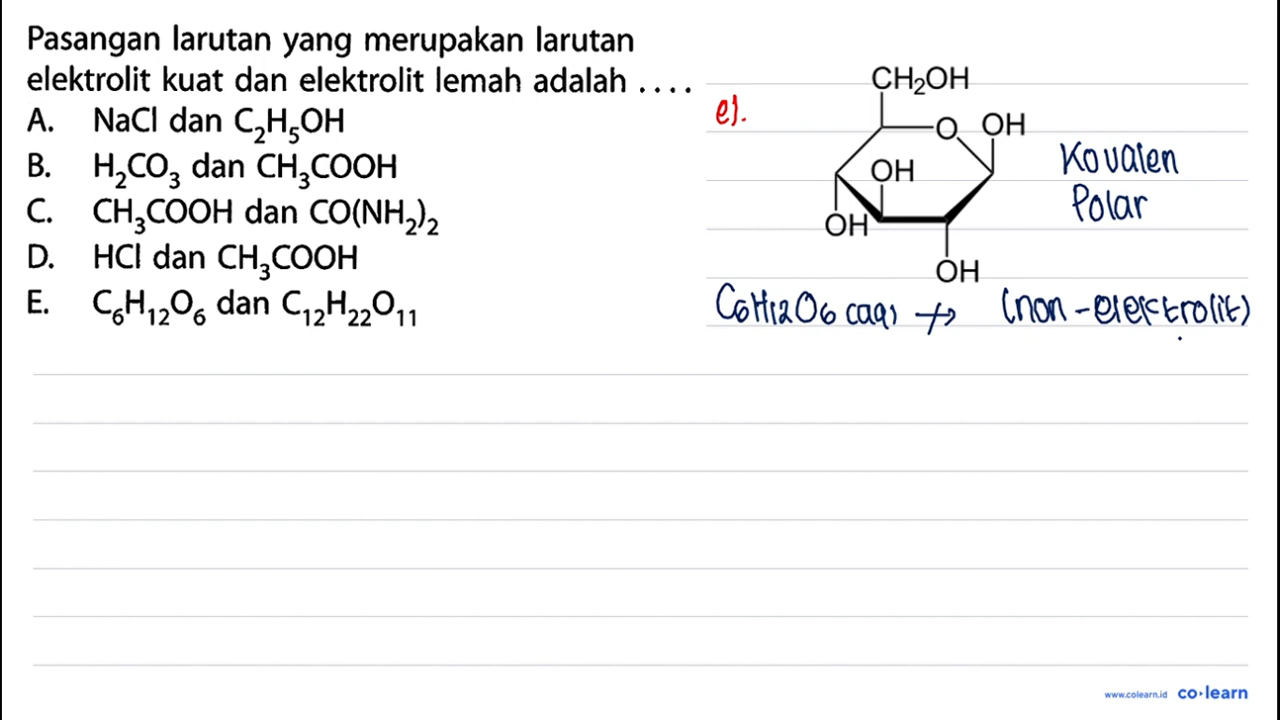 Pasangan larutan yang merupakan larutan
elektrolit kuat dan elektrolit lemah adalah . . . .
A. NaCl dan C₂H₅OH
B. H₂CO₃ dan CH₃COOH
C. CH₃COOH dan CO(NH₂)₂
D. HCl dan CH₃COOH
E. C₆H₁₂O₆ dan C₁₂H₂₂O₁₁
e).
CH₂OH
O OH
OH
OH
OH
Kovalen
Polar
C₆H₁₂O₆ (aq) ↛ (non-elektrolit)
www.colearn.id co·learn